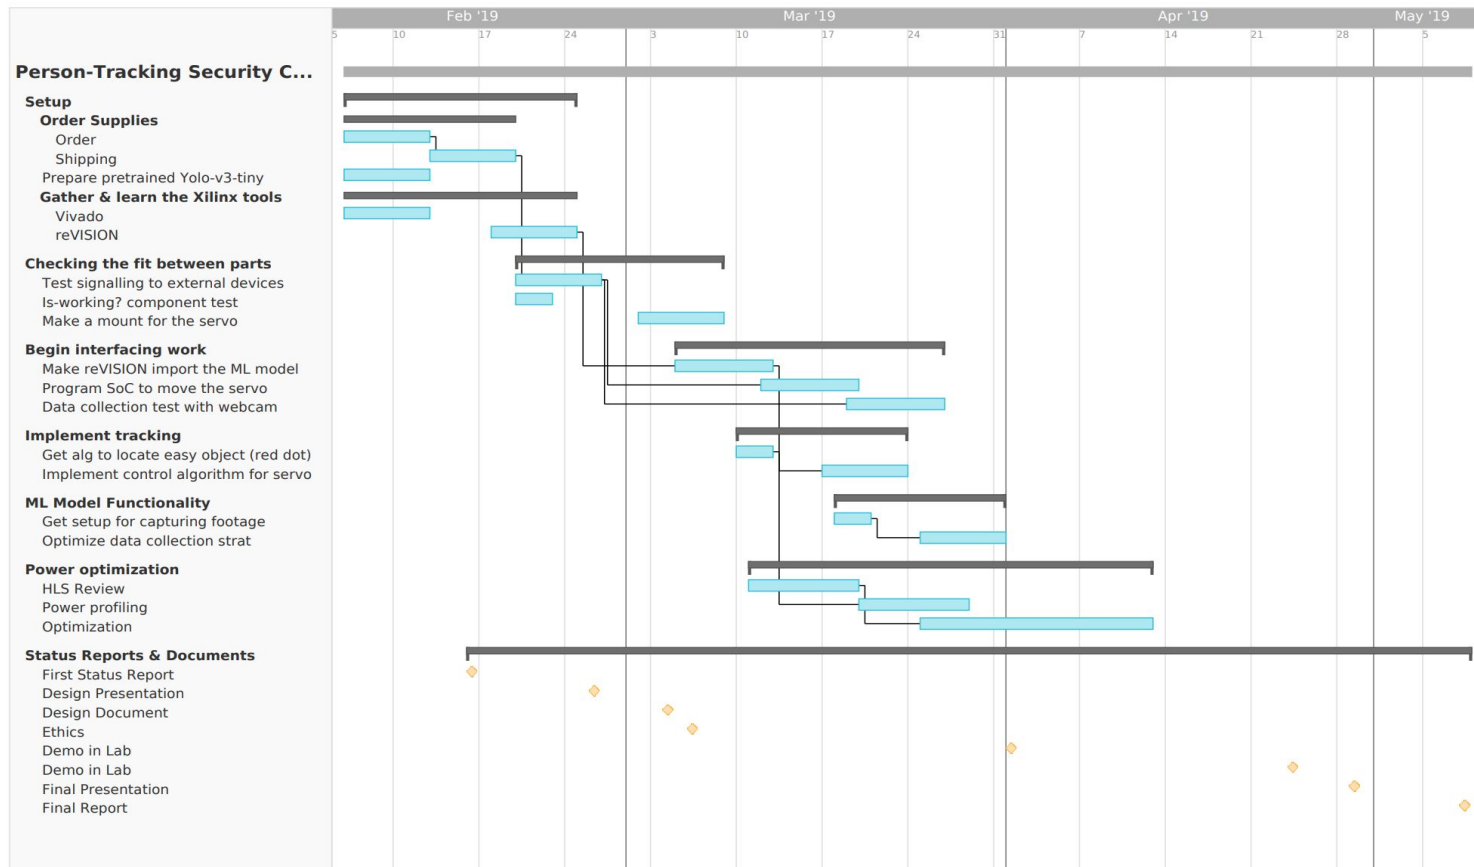 Feb '19 Mar '19 Apr '19 May '19
5 10 17 24 3 10 17 24 31 7 14 21 28 5
Person-Tracking Security C...
Setup
Order Supplies
Order
Shipping
Prepare pretrained Yolo-v3-tiny
Gather & learn the Xilinx tools
Vivado
reVISION
Checking the fit between parts
Test signalling to external devices
Is-working? component test
Make a mount for the servo
Begin interfacing work
Make reVISION import the ML model
Program SoC to move the servo
Data collection test with webcam
Implement tracking
Get alg to locate easy object (red dot)
Implement control algorithm for servo
ML Model Functionality
Get setup for capturing footage
Optimize data collection strat
Power optimization
HLS Review
Power profiling
Optimization
Status Reports & Documents
First Status Report
Design Presentation
Design Document
Ethics
Demo in Lab
Demo in Lab
Final Presentation
Final Report